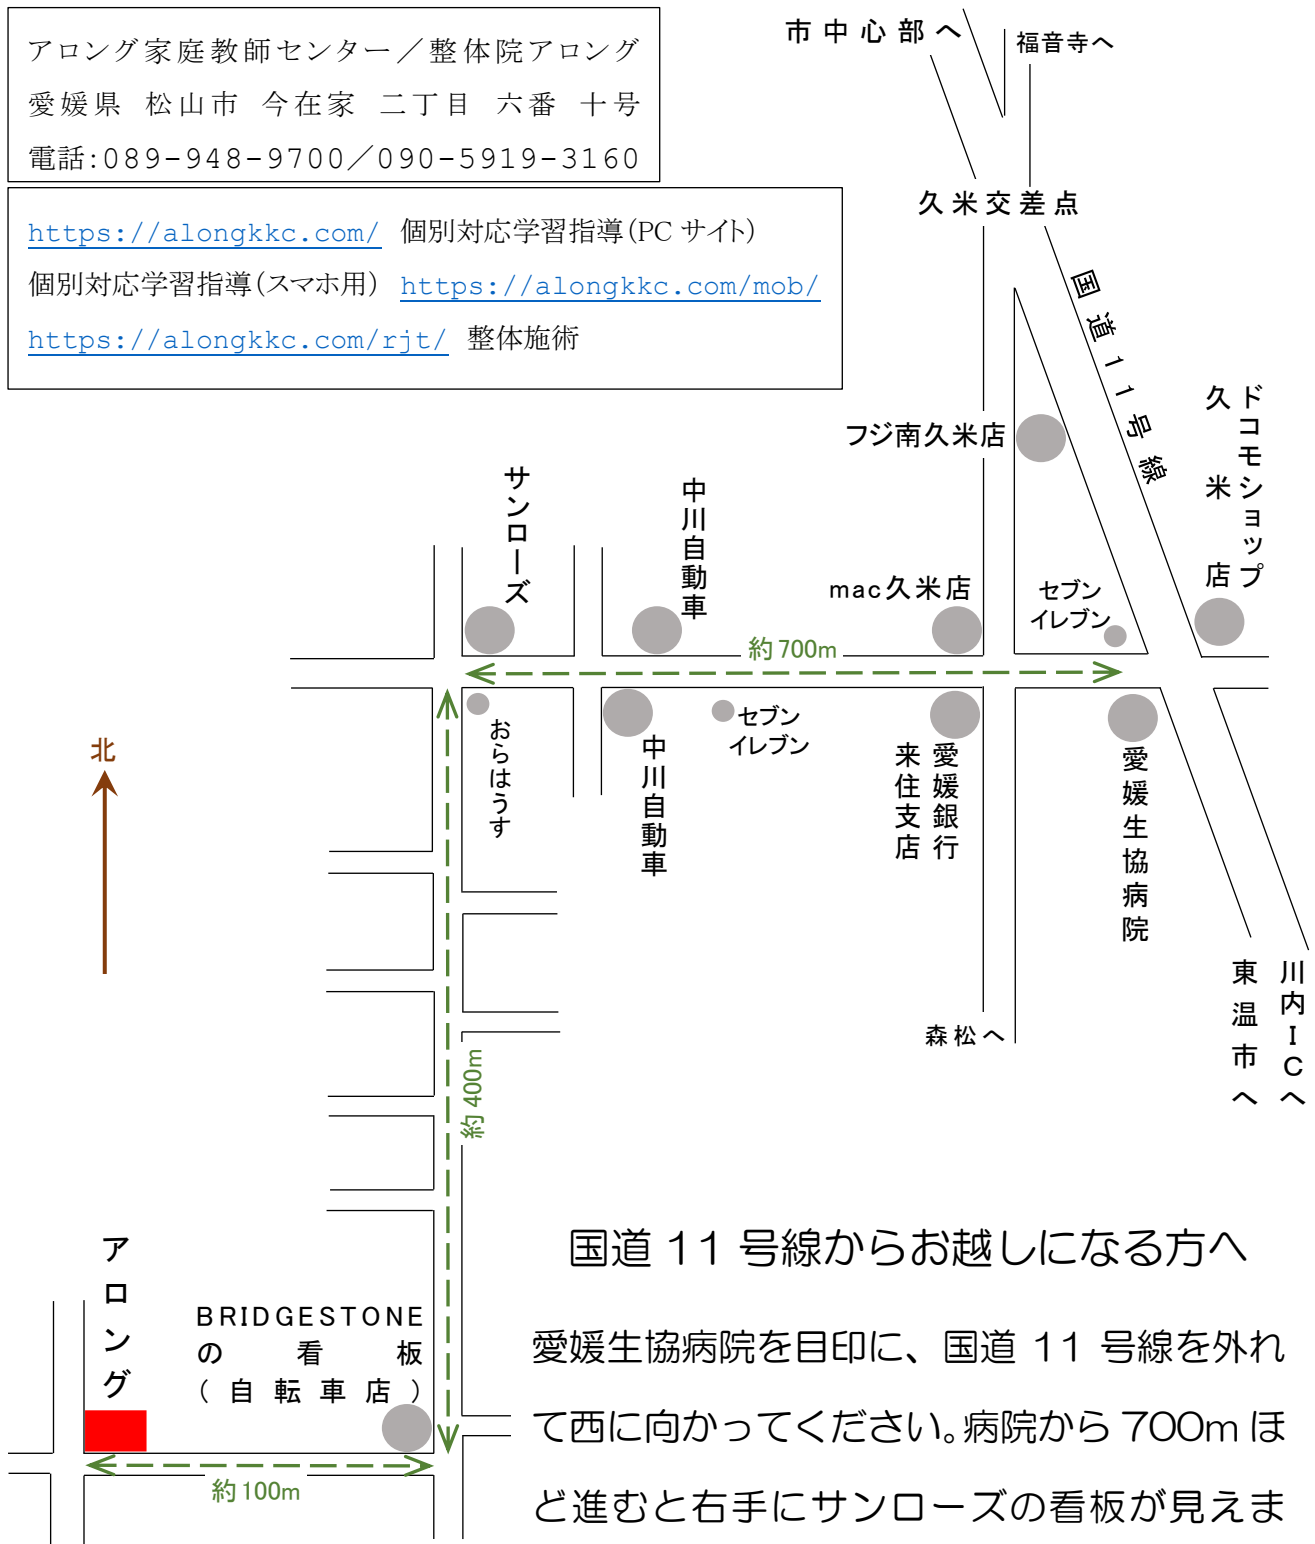 アロング家庭教師センター／整体院アロング
愛媛県 松山市 今在家 二丁目 六番 十号
電話:089-948-9700／090-5919-3160
https://alongkkc.com/ 個別対応学習指導(PC サイト)
個別対応学習指導(スマホ用) https://alongkkc.com/mob/
https://alongkkc.com/rjt/ 整体施術
市中心部へ
福音寺へ
久米交差点
国道11号線
フジ南久米店
ドコモショップ
久米店
サンローズ
中川自動車
mac久米店
セブン
イレブン
約700m
北
おらはうす
中川自動車
セブン
イレブン
愛媛銀行
来住支店
愛媛生協病院
森松へ
川内ICへ
東温市へ
約400m
アロング
BRIDGESTONE
の看板
(自転車店)
約100m
国道 11 号線からお越しになる方へ
愛媛生協病院を目印に、国道 11 号線を外れ
て西に向かってください。病院から 700m ほ
ど進むと右手にサンローズの看板が見えま